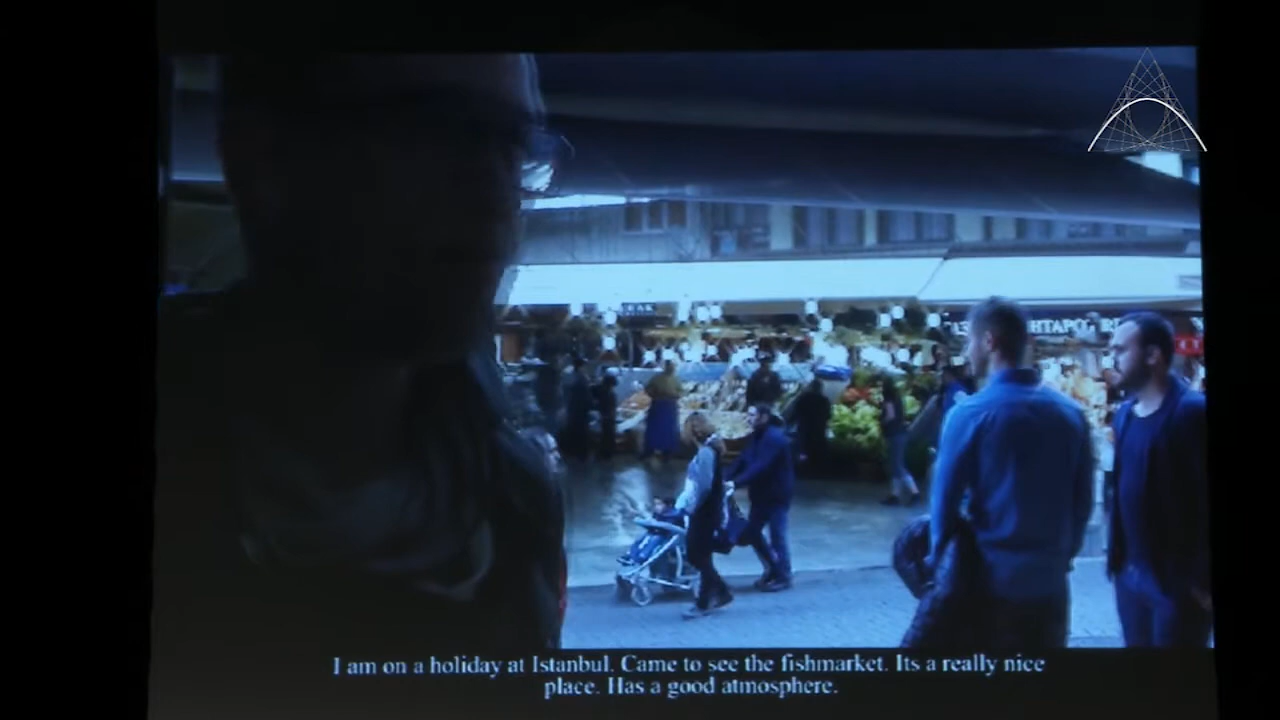 I am on a holiday at Istanbul. Came to see the fishmarket. Its a really nice
place. Has a good atmosphere.